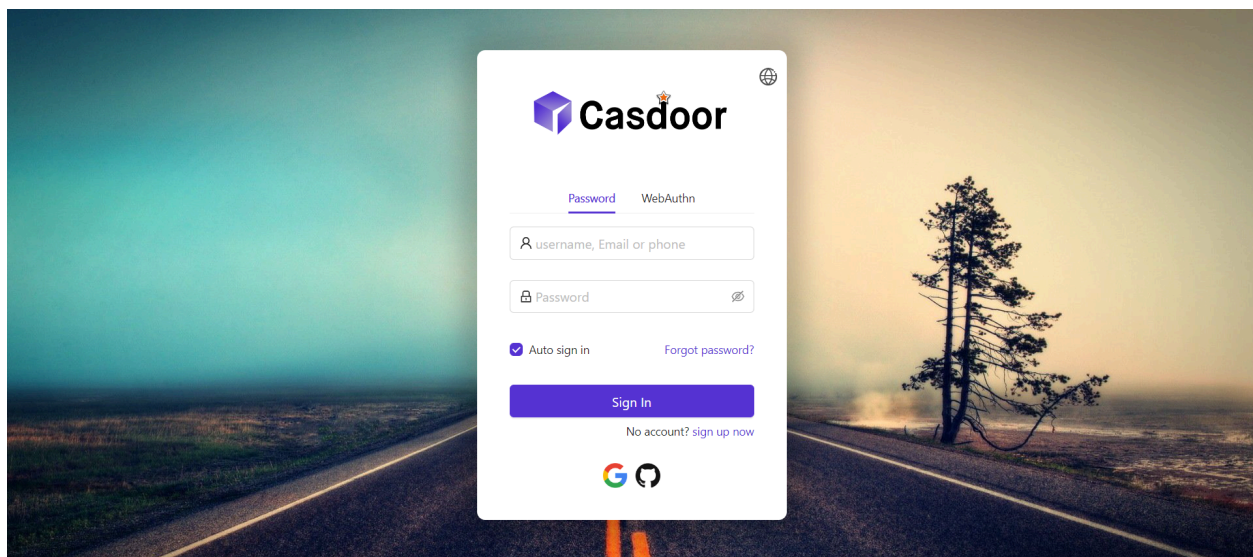 Casdoor
Password WebAuthn
username, Email or phone
Password
Auto sign in Forgot password?
Sign In
No account? sign up now